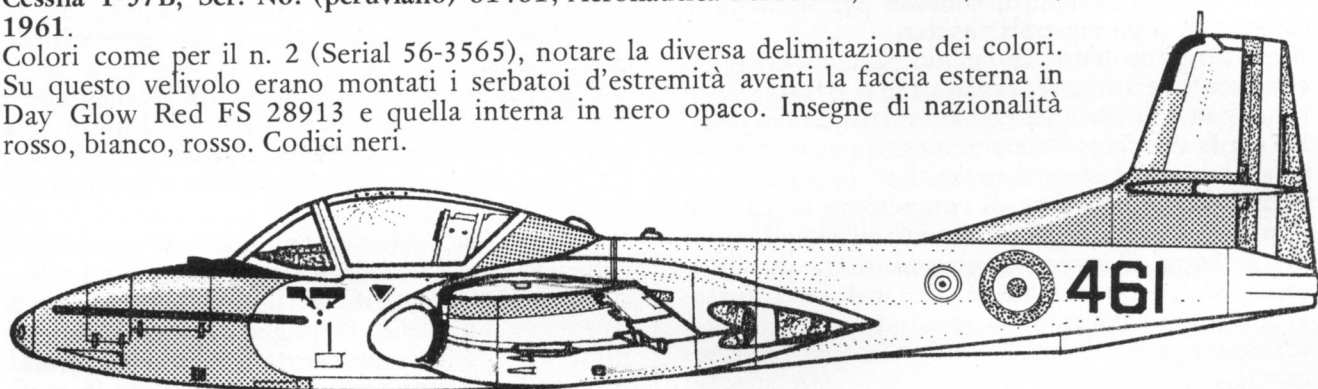 1961.
Colori come per il n. 2 (Serial 56-3565), notare la diversa delimitazione dei colori.
Su questo velivolo erano montati i serbatoi d'estremità aventi la faccia esterna in
Day Glow Red FS 28913 e quella interna in nero opaco. Insegne di nazionalità
rosso, bianco, rosso. Codici neri.
461